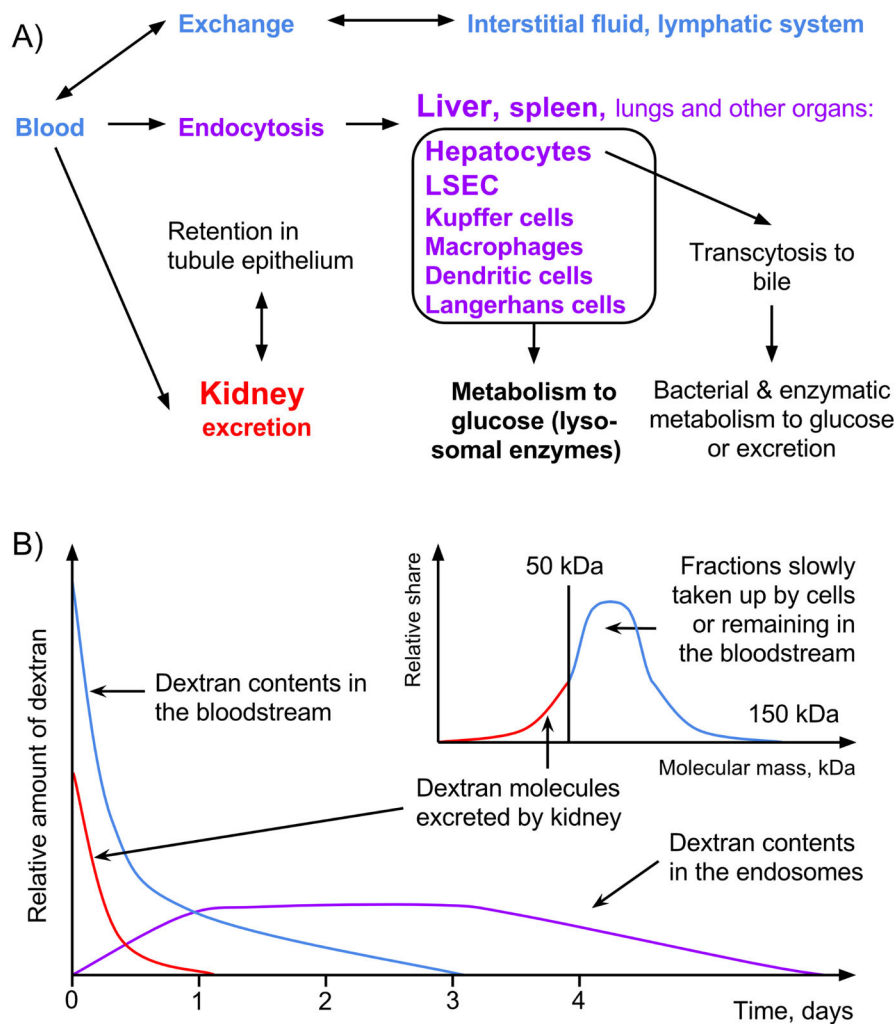 A)
Exchange
Interstitial fluid, lymphatic system
Blood
Endocytosis
Liver, spleen, lungs and other organs:
Hepatocytes
LSEC
Kupffer cells
Macrophages
Dendritic cells
Langerhans cells
Retention in
tubule epithelium
Transcytosis to
bile
Kidney
excretion
Metabolism to
glucose (lyso-
somal enzymes)
Bacterial & enzymatic
metabolism to glucose
or excretion
B)
Relative amount of dextran
Dextran contents in
the bloodstream
Relative share
50 kDa
Fractions slowly
taken up by cells
or remaining in
the bloodstream
150 kDa
Molecular mass, kDa
Dextran molecules
excreted by kidney
Dextran contents
in the endosomes
0 1 2 3 4
Time, days